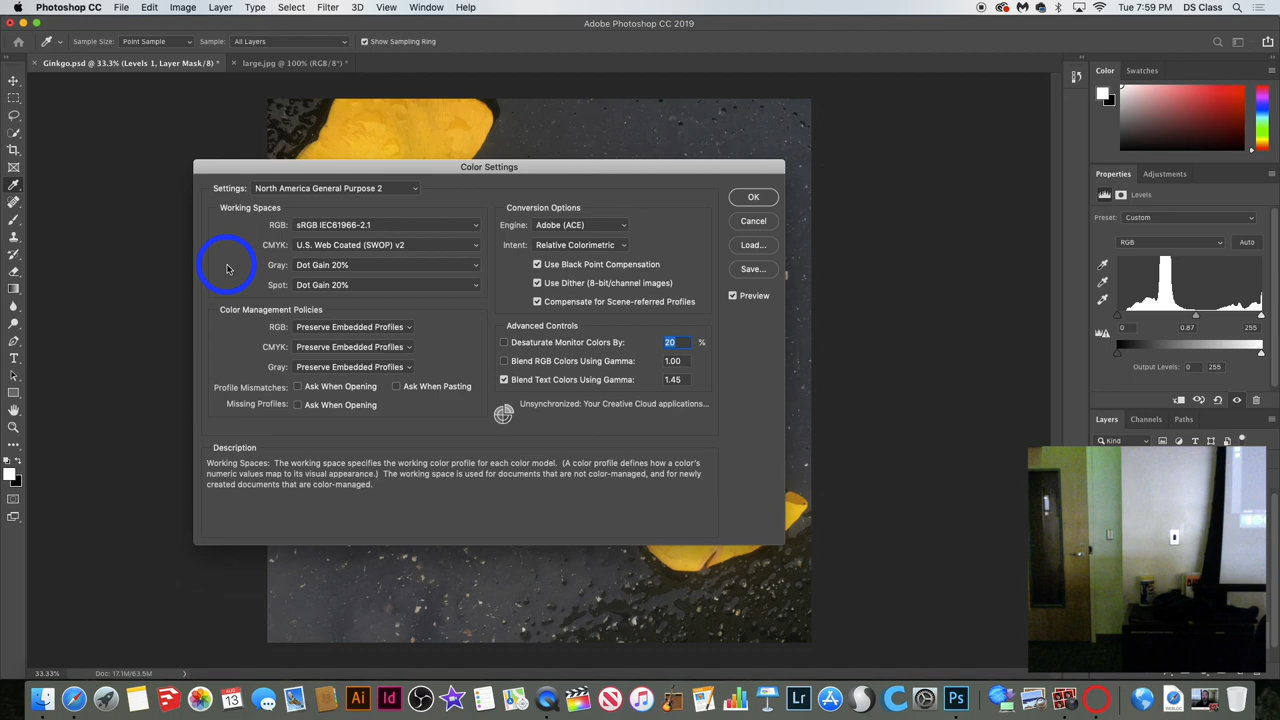 Photoshop CC File Edit Image Layer Type Select Filter 3D View Window Help Tue 7:59 PM DS Class
Adobe Photoshop CC 2019
Sample Size: Point Sample Sample: All Layers Show Sampling Ring
Ginkgo.psd @ 33.3% (Levels 1, Layer Mask/8) * large.jpg @ 100% (RGB/8*) *
Color Swatches
Color Settings
Settings: North America General Purpose 2
Working Spaces
RGB: sRGB IEC61966-2.1
CMYK: U.S. Web Coated (SWOP) v2
Gray: Dot Gain 20%
Spot: Dot Gain 20%
Color Management Policies
RGB: Preserve Embedded Profiles
CMYK: Preserve Embedded Profiles
Gray: Preserve Embedded Profiles
Profile Mismatches: Ask When Opening Ask When Pasting
Missing Profiles: Ask When Opening
Conversion Options
Engine: Adobe (ACE)
Intent: Relative Colorimetric
Use Black Point Compensation
Use Dither (8-bit/channel images)
Compensate for Scene-referred Profiles
Advanced Controls
Desaturate Monitor Colors By: 20 %
Blend RGB Colors Using Gamma: 1.00
Blend Text Colors Using Gamma: 1.45
Unsynchronized: Your Creative Cloud applications...
OK
Cancel
Load...
Save...
Preview
Description
Working Spaces: The working space specifies the working color profile for each color model. (A color profile defines how a color's
numeric values map to its visual appearance.) The working space is used for documents that are not color-managed, and for newly
created documents that are color-managed.
Properties Adjustments
Levels
Preset: Custom
RGB Auto
0 0.87 255
Output Levels: 0 255
Layers Channels Paths
Kind
33.33% Doc: 17.1M/63.5M
AUG
13
Ai Id Lr Ps